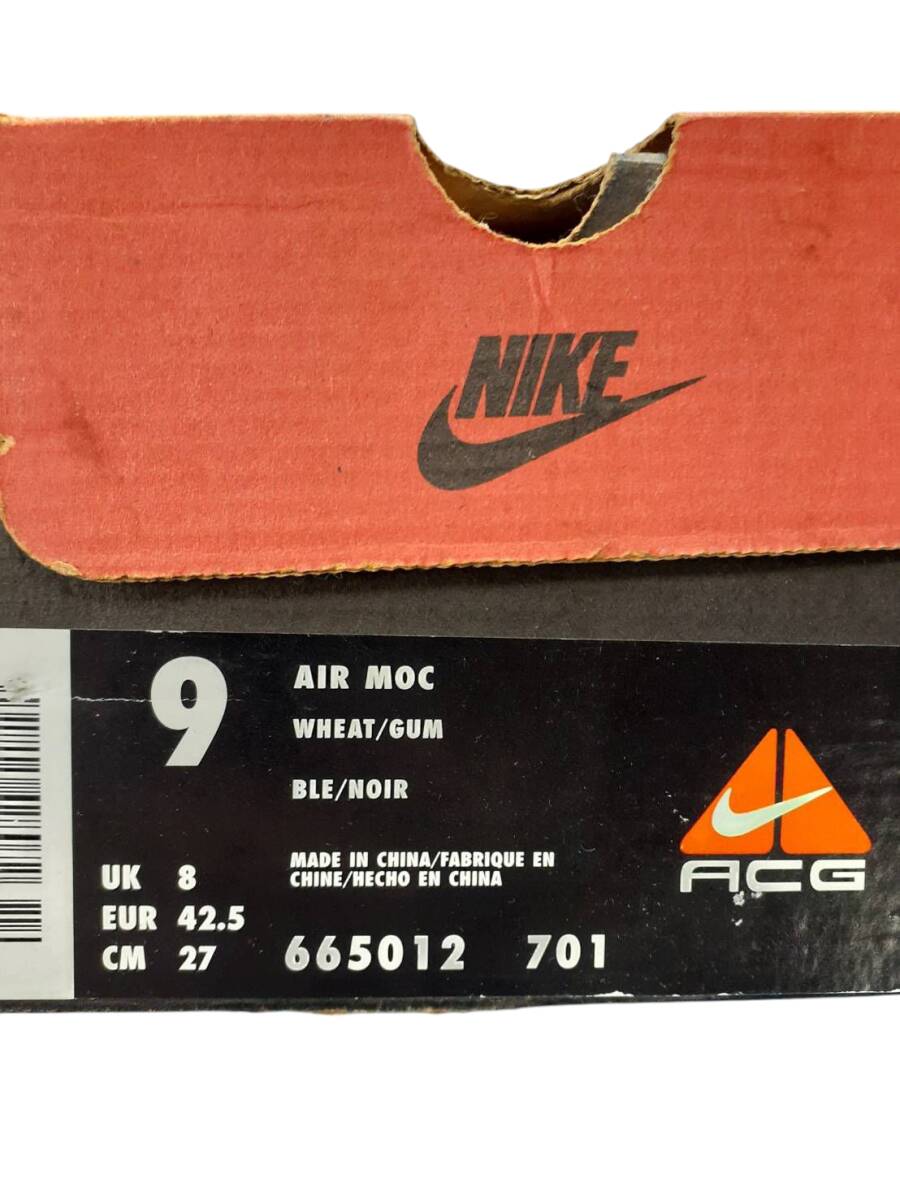 NIKE
9
AIR MOC
WHEAT/GUM
BLE/NOIR
MADE IN CHINA/FABRIQUE EN
CHINE/HECHO EN CHINA
UK 8
EUR 42.5
CM 27
665012 701
ACG